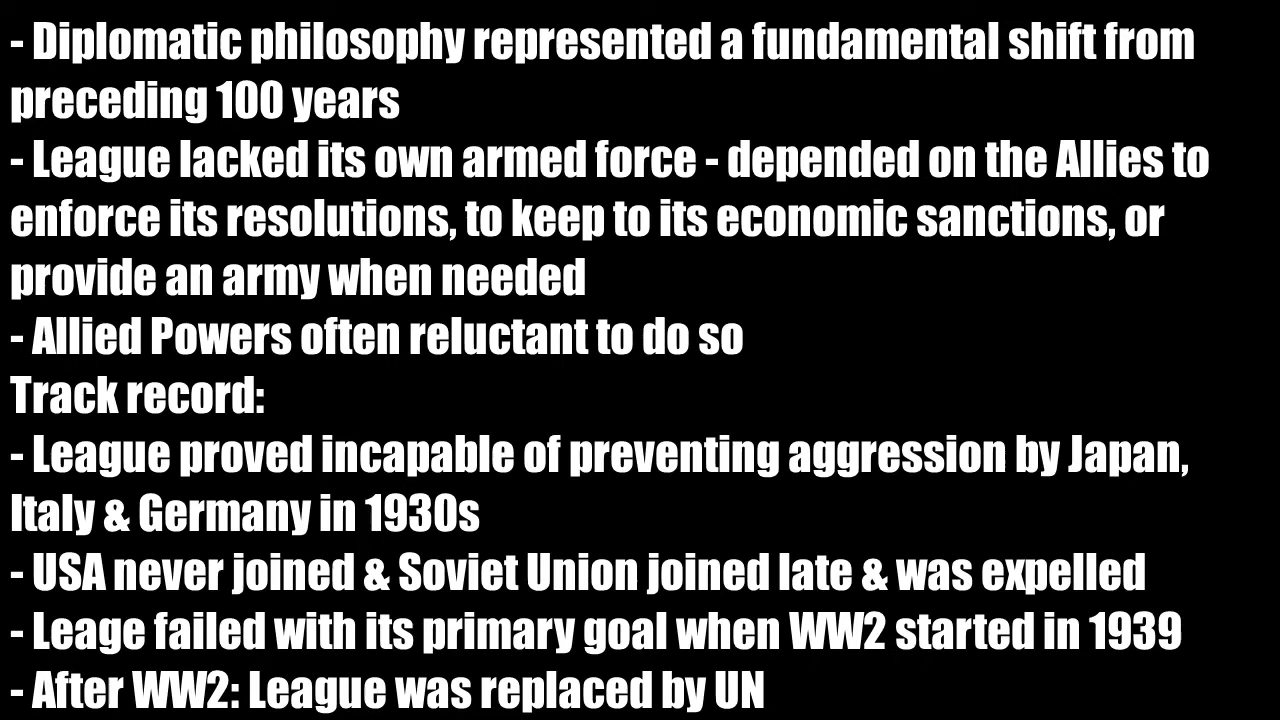 - Diplomatic philosophy represented a fundamental shift from
preceding 100 years
- League lacked its own armed force - depended on the Allies to
enforce its resolutions, to keep to its economic sanctions, or
provide an army when needed
- Allied Powers often reluctant to do so
Track record:
- League proved incapable of preventing aggression by Japan,
Italy & Germany in 1930s
- USA never joined & Soviet Union joined late & was expelled
- Leage failed with its primary goal when WW2 started in 1939
- After WW2: League was replaced by UN